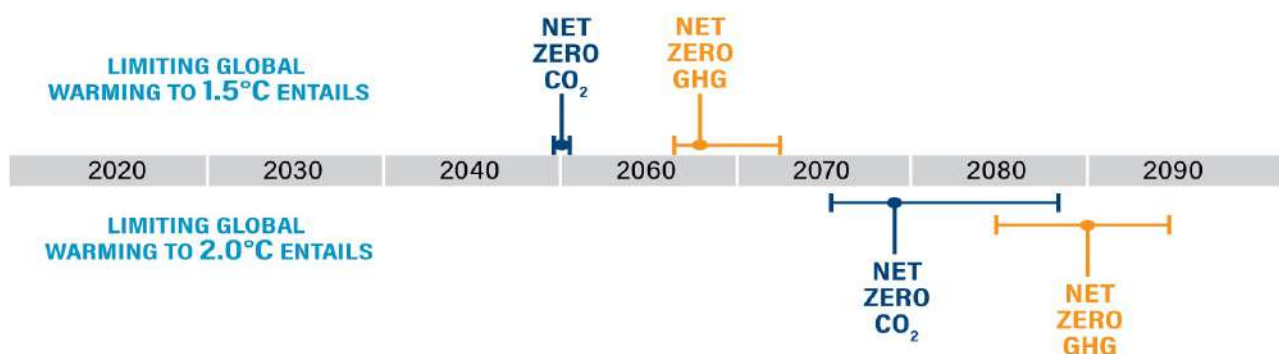 NET
ZERO
CO₂
NET
ZERO
GHG
LIMITING GLOBAL
WARMING TO 1.5°C ENTAILS
2020 2030 2040 2060 2070 2080 2090
LIMITING GLOBAL
WARMING TO 2.0°C ENTAILS
NET
ZERO
CO₂
NET
ZERO
GHG